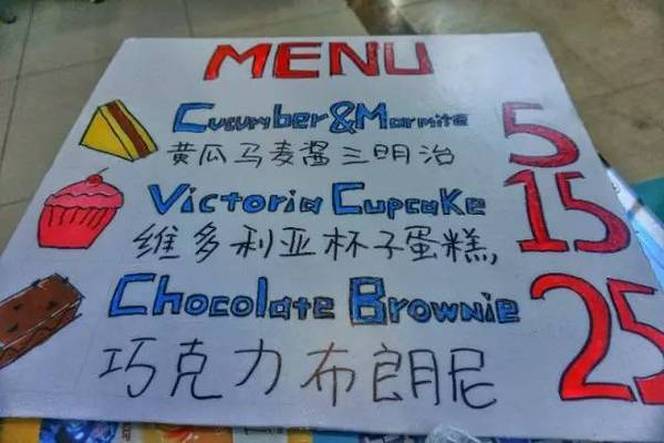 MENU
Cucumber & Marmite 5
黄瓜马麦酱三明治
Victoria Cupcake 15
维多利亚杯子蛋糕,
Chocolate Brownie 25
巧克力布朗尼